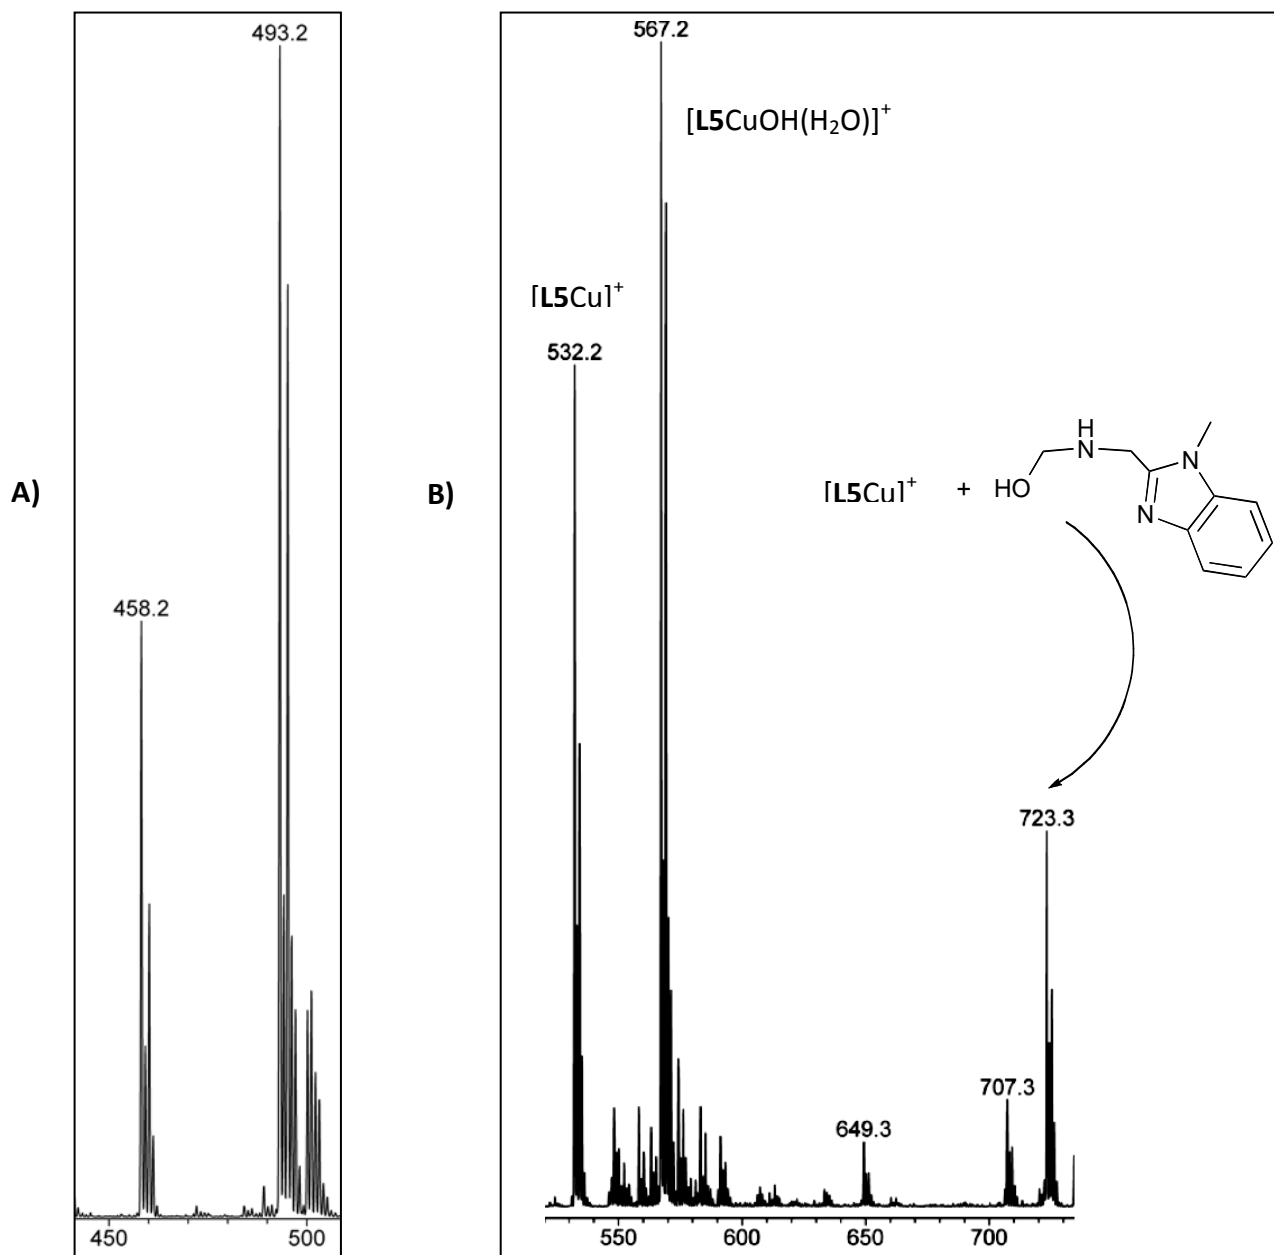 A)
493.2
458.2
450 500
B)
567.2
[L5CuOH(H₂O)]⁺
[L5Cu]⁺
532.2
[L5Cu]⁺ + HO
H
N
N
N
723.3
707.3
649.3
550 600 650 700